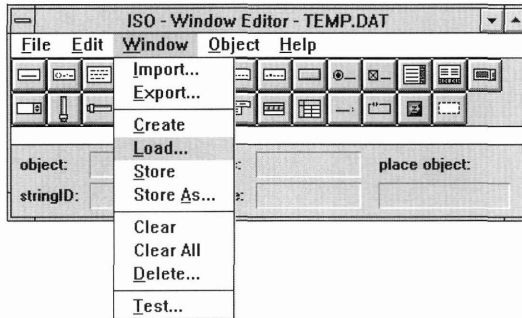 ISO - Window Editor - TEMP.DAT
File Edit Window Object Help
Import...
Export...
Create
Load...
Store
Store As...
Clear
Clear All
Delete...
Test...
object:
place object:
stringID: